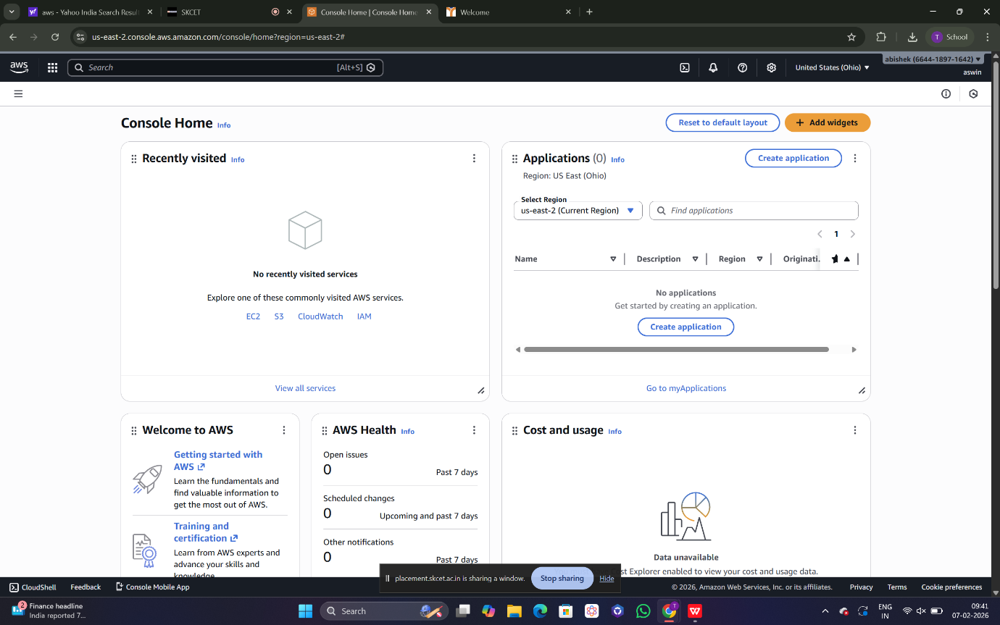 aws - Yahoo India Search Result
SKCET
Console Home | Console Home
Welcome
us-east-2.console.aws.amazon.com/console/home?region=us-east-2#
T School
aws
Search
[Alt+S]
United States (Ohio)
abishek (6644-1897-1642)
aswin
Console Home Info
Reset to default layout
+ Add widgets
Recently visited Info
No recently visited services
Explore one of these commonly visited AWS services.
EC2 S3 CloudWatch IAM
View all services
Applications (0) Info
Create application
Region: US East (Ohio)
Select Region
us-east-2 (Current Region)
Find applications
1
Name Description Region Originati.
No applications
Get started by creating an application.
Create application
Go to myApplications
Welcome to AWS
Getting started with
AWS
Learn the fundamentals and
find valuable information to
get the most out of AWS.
Training and
certification
Learn from AWS experts and
advance your skills and
knowledge
AWS Health Info
Open issues
0
Past 7 days
Scheduled changes
0
Upcoming and past 7 days
Other notifications
0
Past 7 days
Cost and usage Info
Data unavailable
st Explorer enabled to view your cost and usage data.
placement.skcet.ac.in is sharing a window.
Stop sharing
Hide
CloudShell
Feedback
Console Mobile App
© 2026, Amazon Web Services, Inc. or its affiliates.
Privacy
Terms
Cookie preferences
2
Finance headline
India reported 7...
Search
T
ENG
IN
09:41
07-02-2026